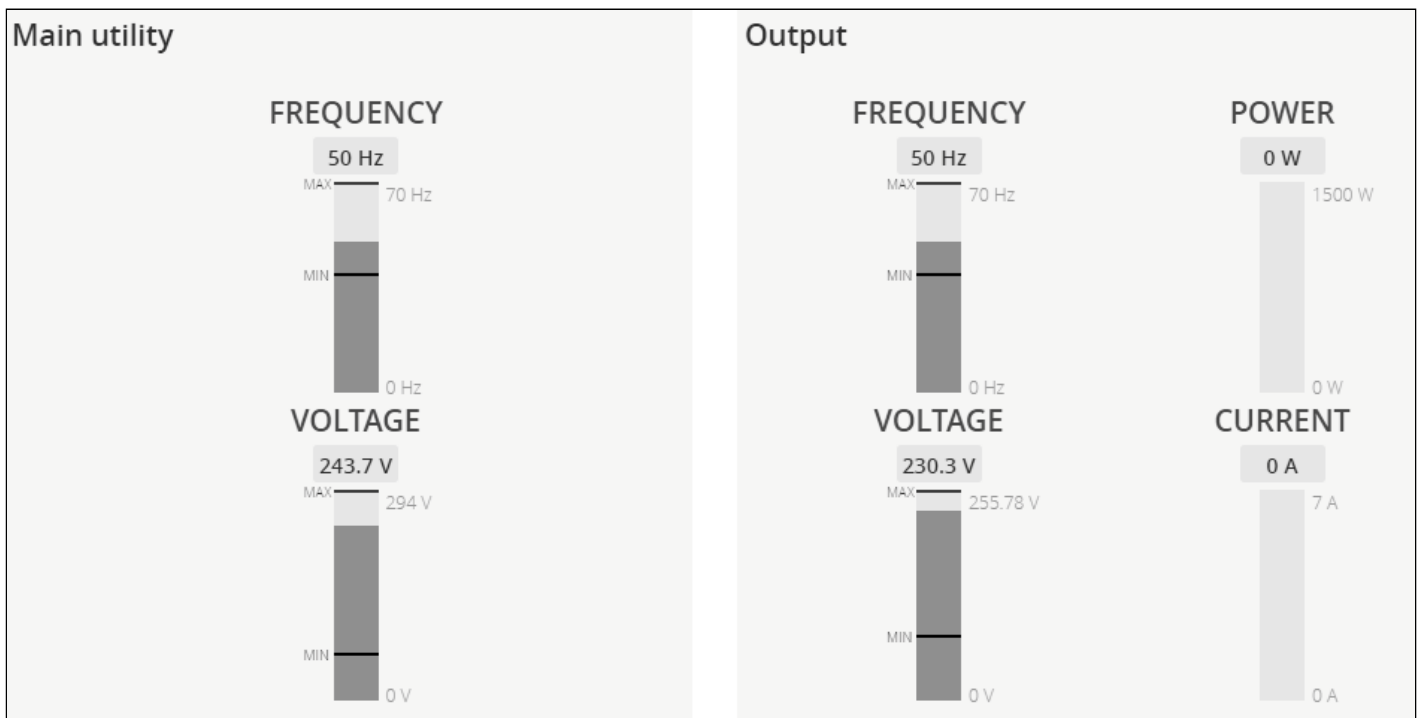 Main utility
FREQUENCY
50 Hz
MAX
70 Hz
MIN
0 Hz
VOLTAGE
243.7 V
MAX
294 V
MIN
0 V
Output
FREQUENCY
50 Hz
MAX
70 Hz
MIN
0 Hz
VOLTAGE
230.3 V
MAX
255.78 V
MIN
0 V
POWER
0 W
1500 W
0 W
CURRENT
0 A
7 A
0 A